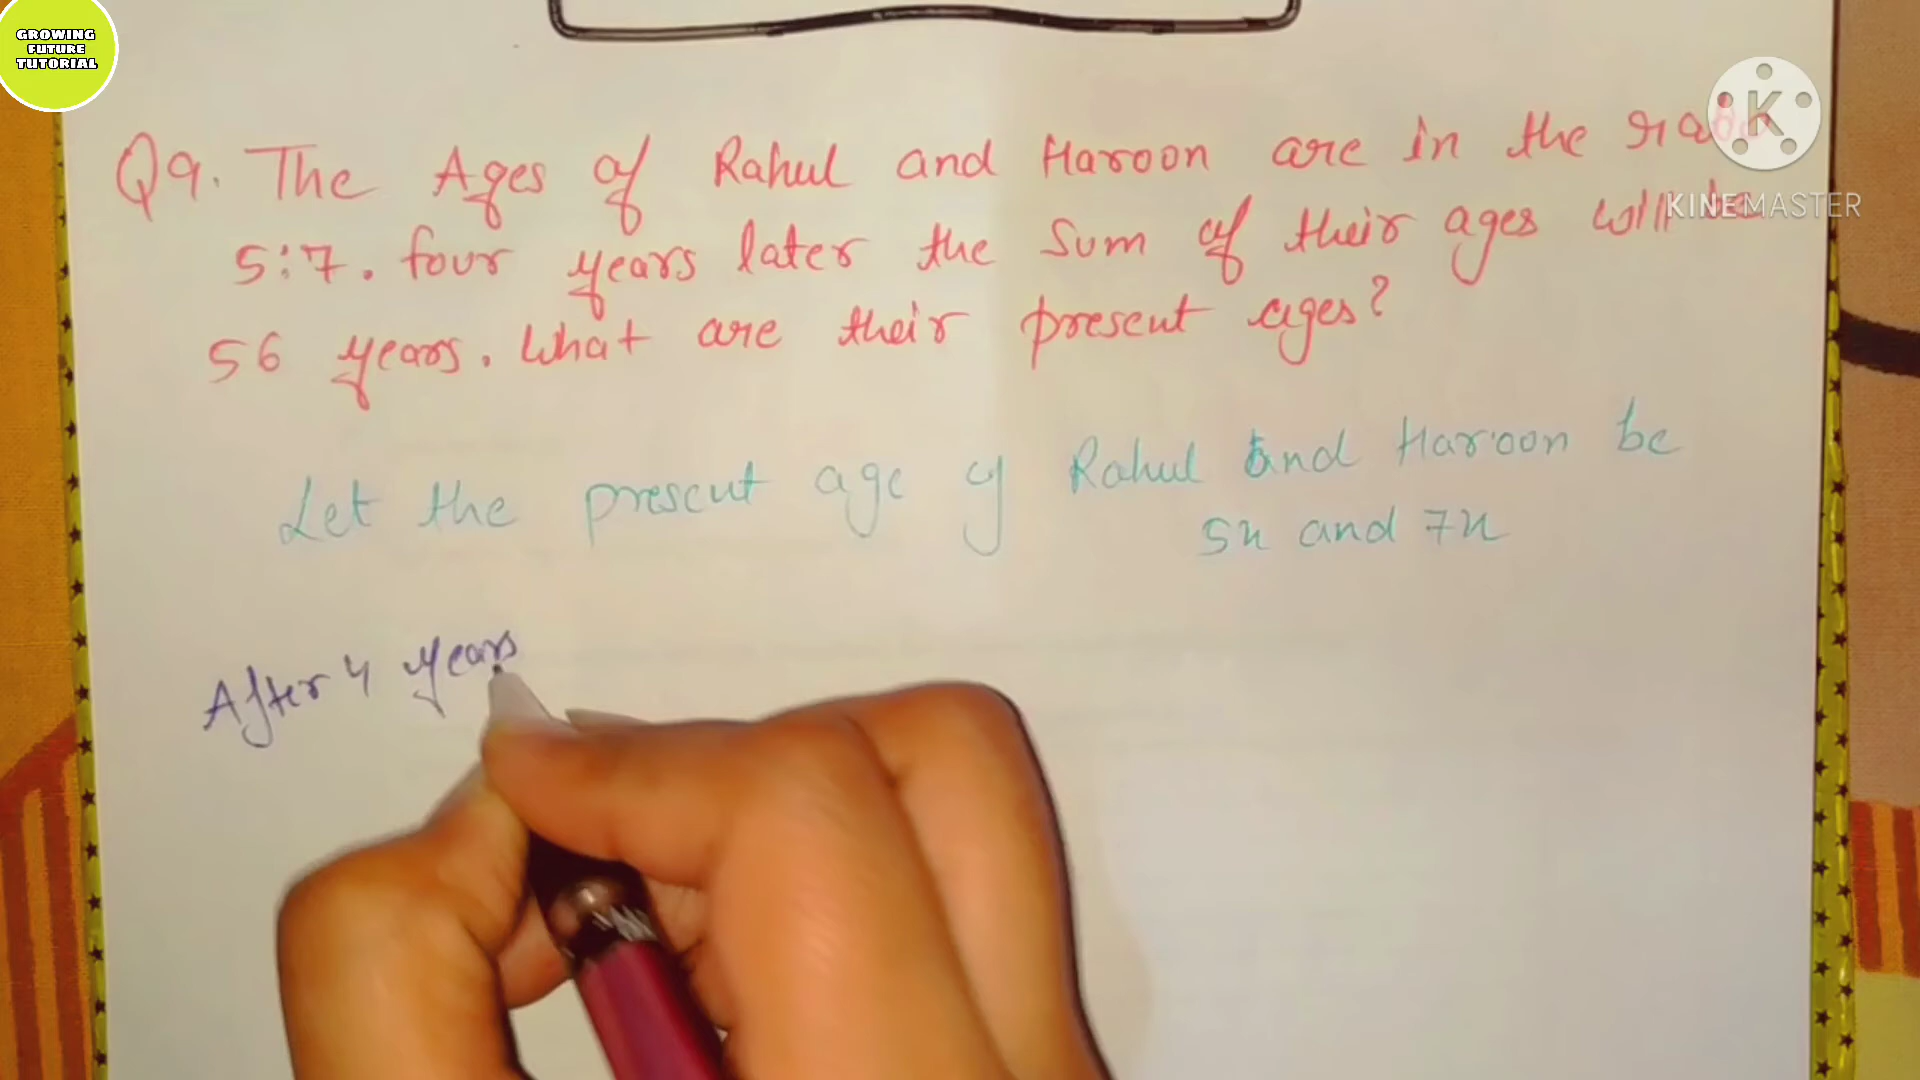 GROWING
FUTURE
TUTORIAL
K
KINEMASTER
Q9. The Ages of Rahul and Haroon are in the
5:7. four years later the sum of their ages will be
56 years. What are their present ages?
Let the present age of Rahul and Haroon be
5x and 7x
After 4 years